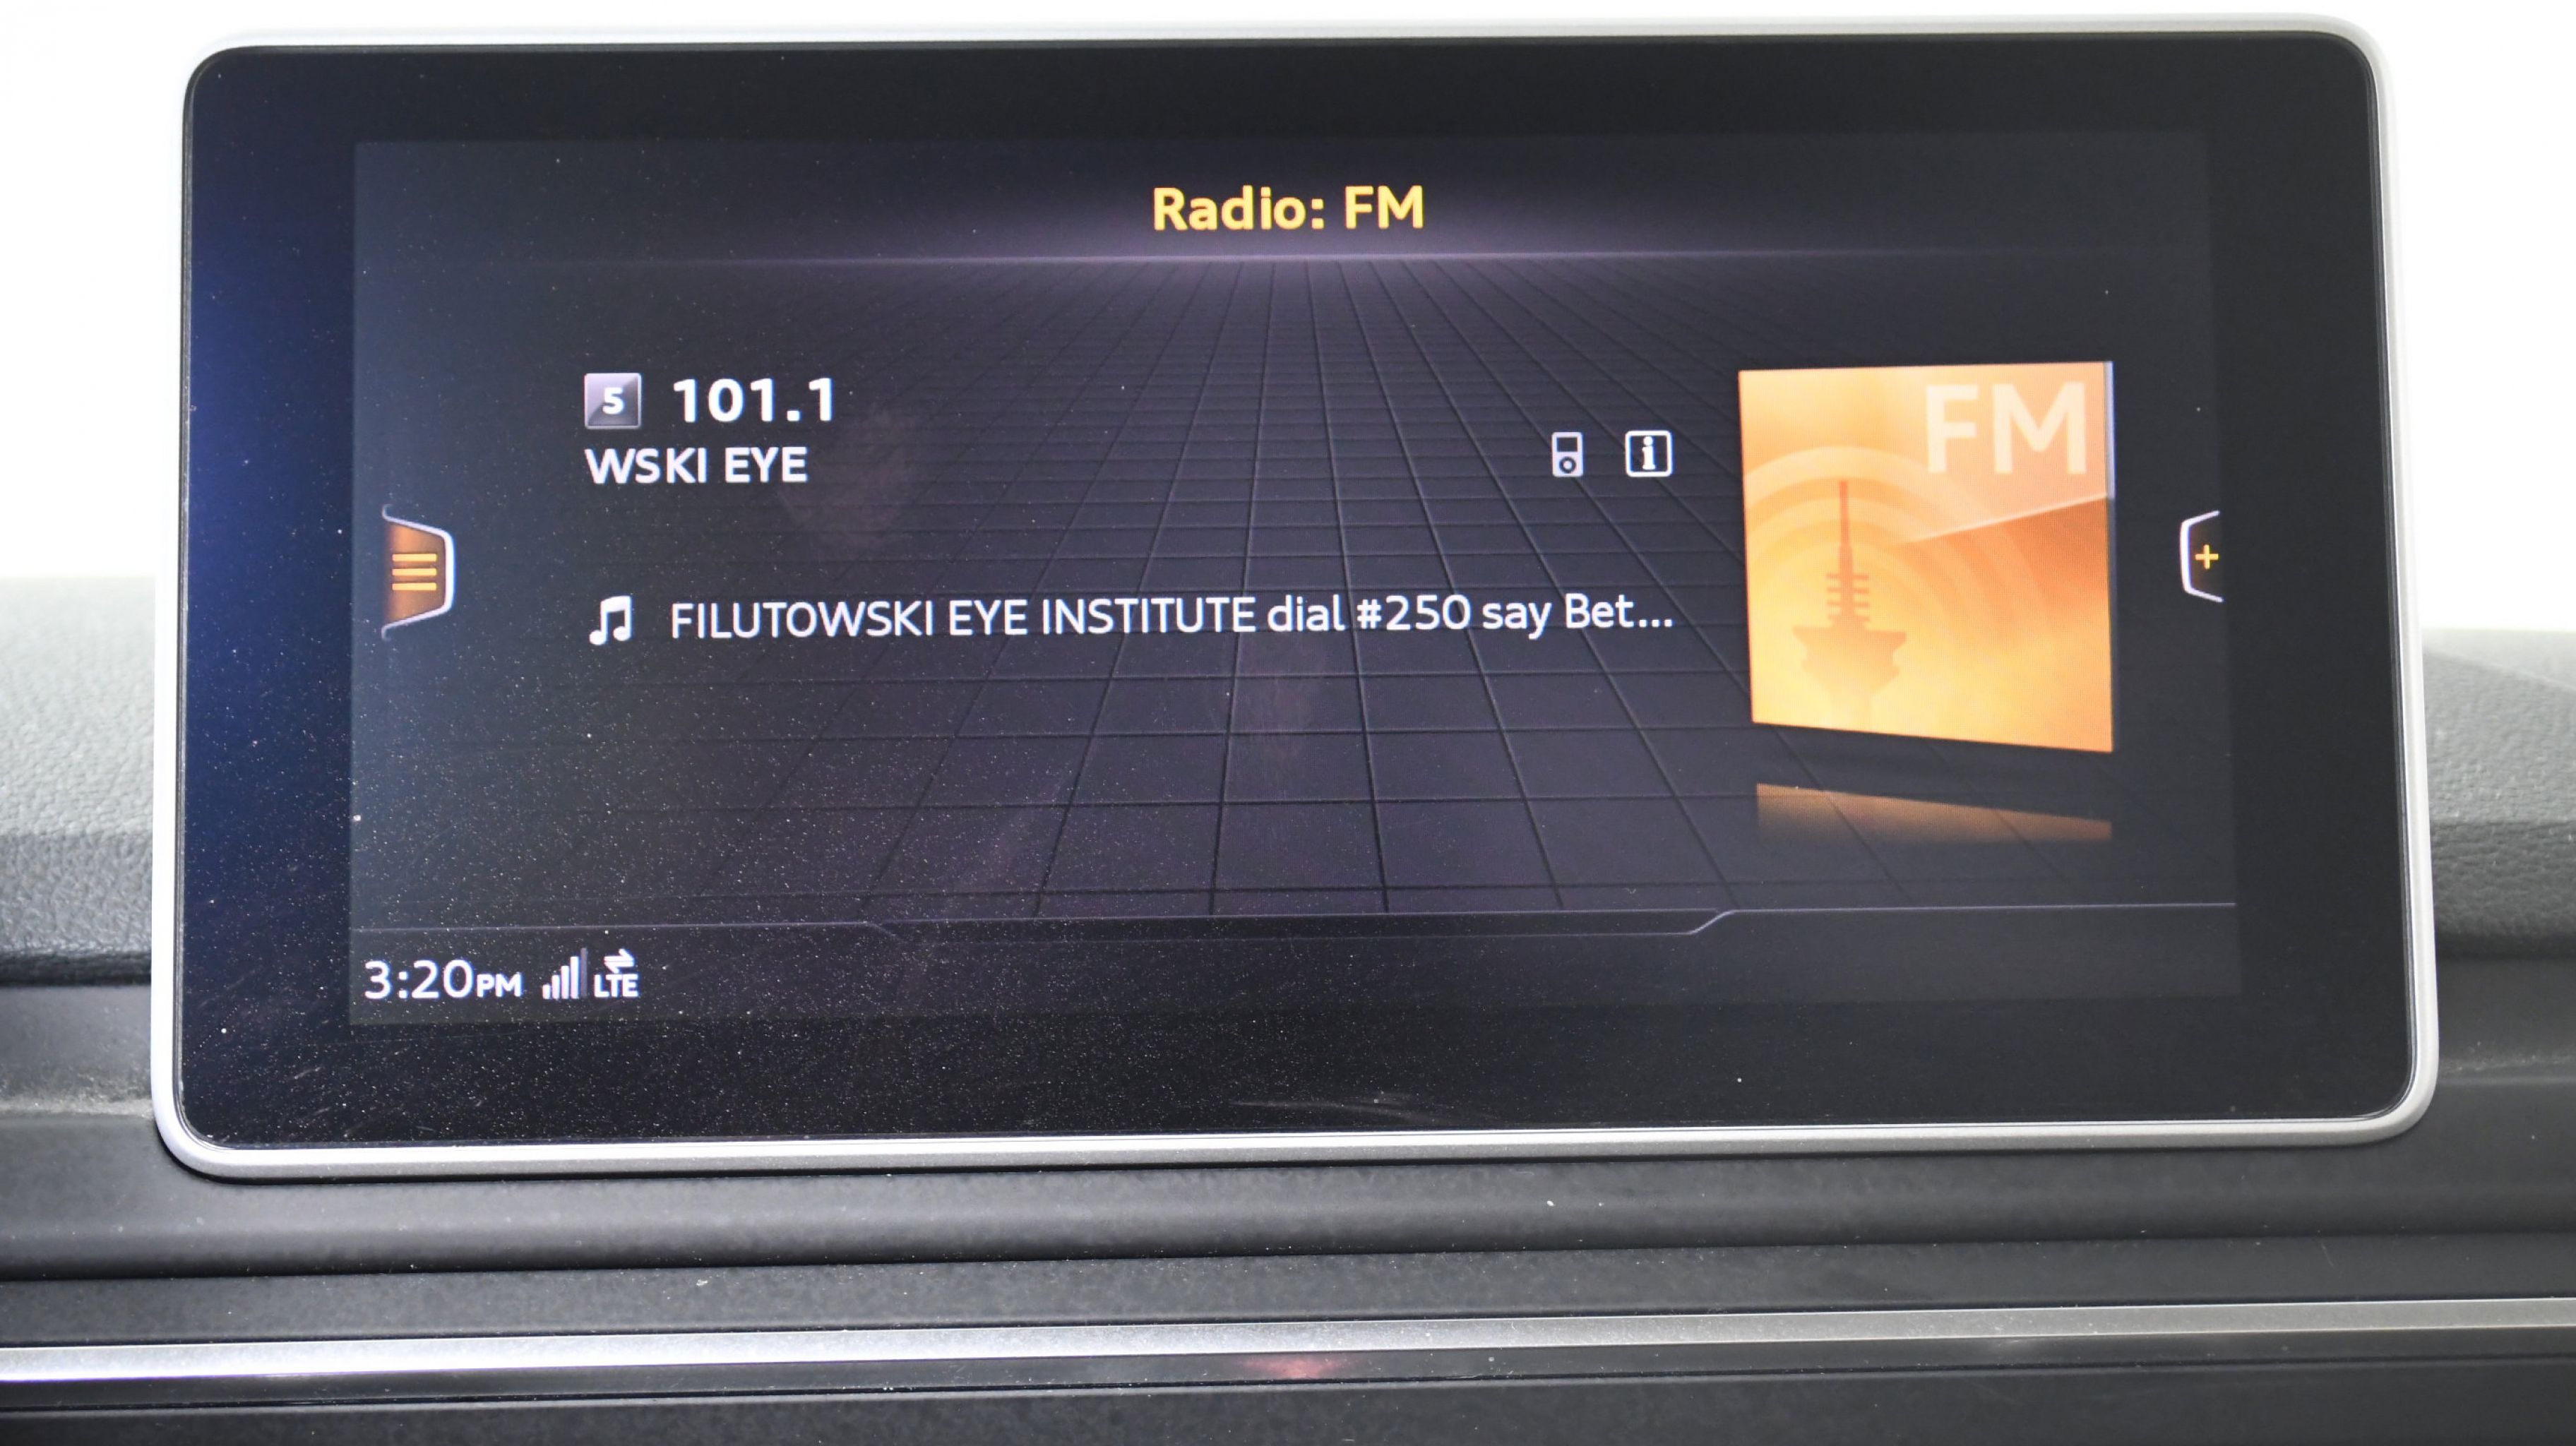 Radio: FM
5 101.1
WSKI EYE
FM
FILUTOWSKI EYE INSTITUTE dial #250 say Bet...
3:20PM LTE